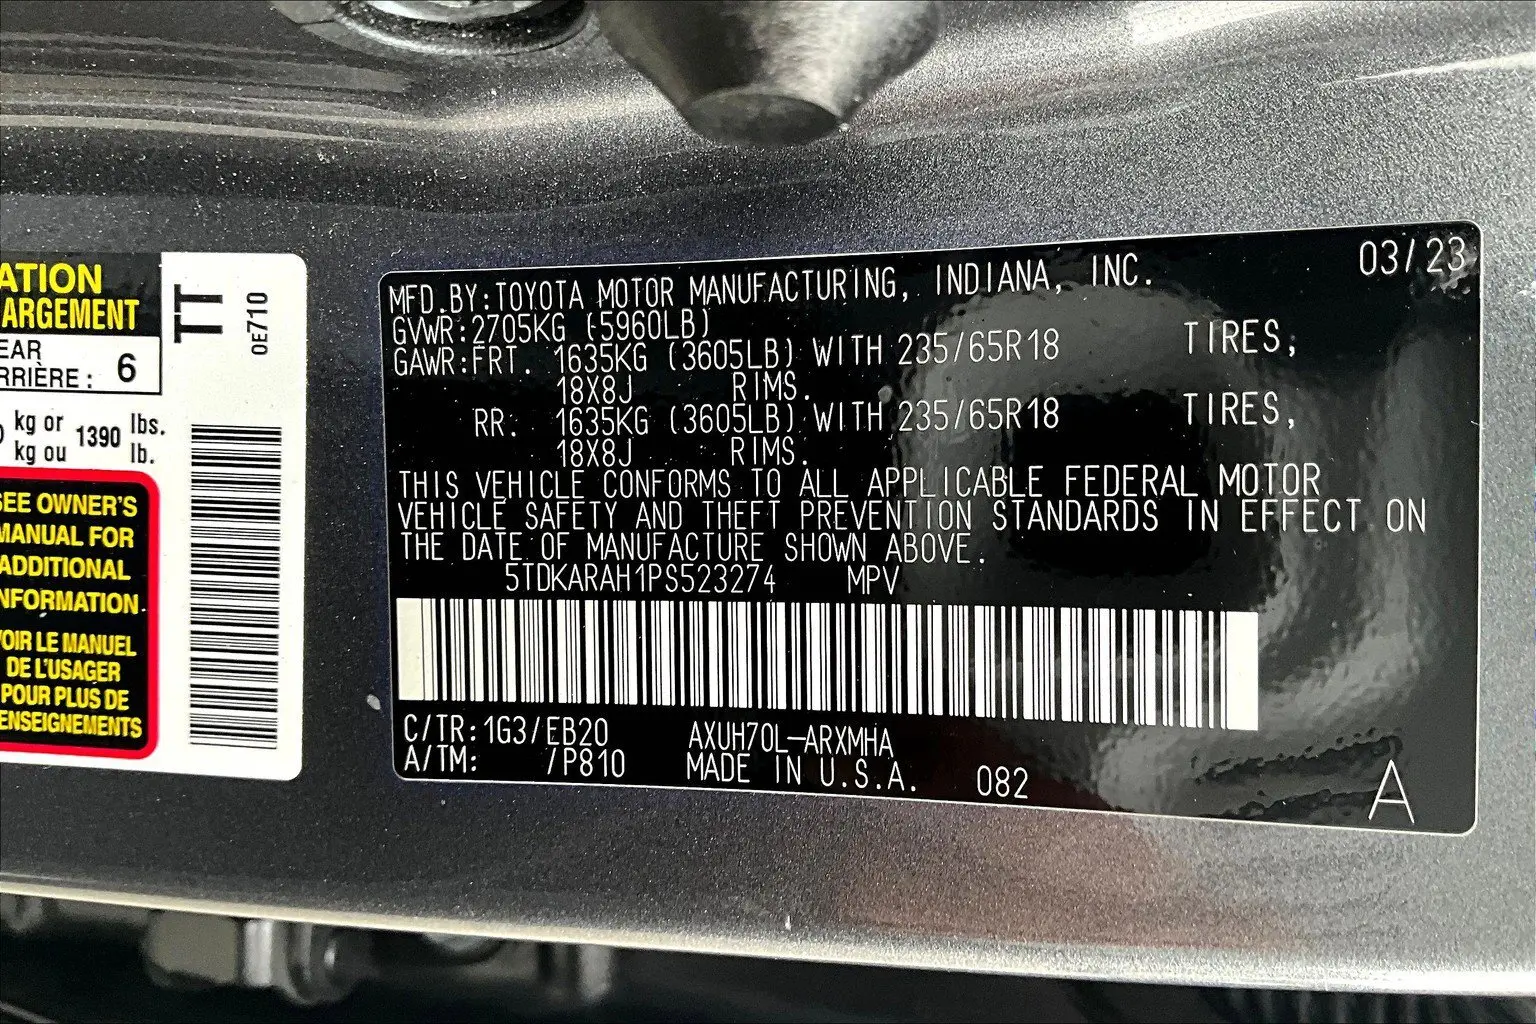 ATION
ARGEMENT
EAR
RRIÈRE : 6
kg or 1390 lbs.
kg ou lb.
SEE OWNER'S
MANUAL FOR
ADDITIONAL
NFORMATION.
VOIR LE MANUEL
DE L'USAGER
POUR PLUS DE
ENSEIGNEMENTS
TT
0E710
03/23
MFD.BY:TOYOTA MOTOR MANUFACTURING, INDIANA, INC.
GVWR:2705KG (5960LB)
GAWR:FRT. 1635KG (3605LB) WITH 235/65R18 TIRES,
18X8J RIMS.
RR: 1635KG (3605LB) WITH 235/65R18 TIRES,
18X8J RIMS.
THIS VEHICLE CONFORMS TO ALL APPLICABLE FEDERAL MOTOR
VEHICLE SAFETY AND THEFT PREVENTION STANDARDS IN EFFECT ON
THE DATE OF MANUFACTURE SHOWN ABOVE.
5TDKARAH1PS523274 MPV
C/TR:1G3/EB20 AXUH70L-ARXMHA
A/TM: /P810 MADE IN U.S.A. 082 A